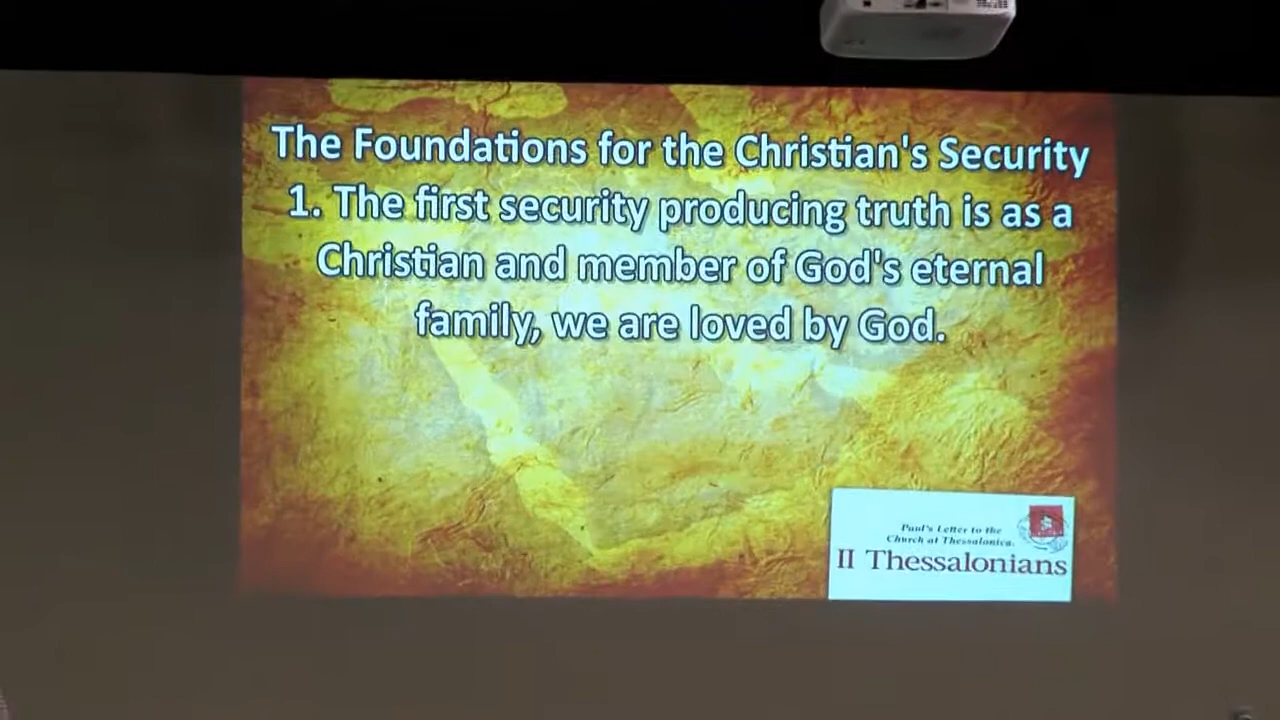 The Foundations for the Christian's Security
1. The first security producing truth is as a
Christian and member of God's eternal
family, we are loved by God.
Paul's Letter to the
Church at Thessalonica.
II Thessalonians